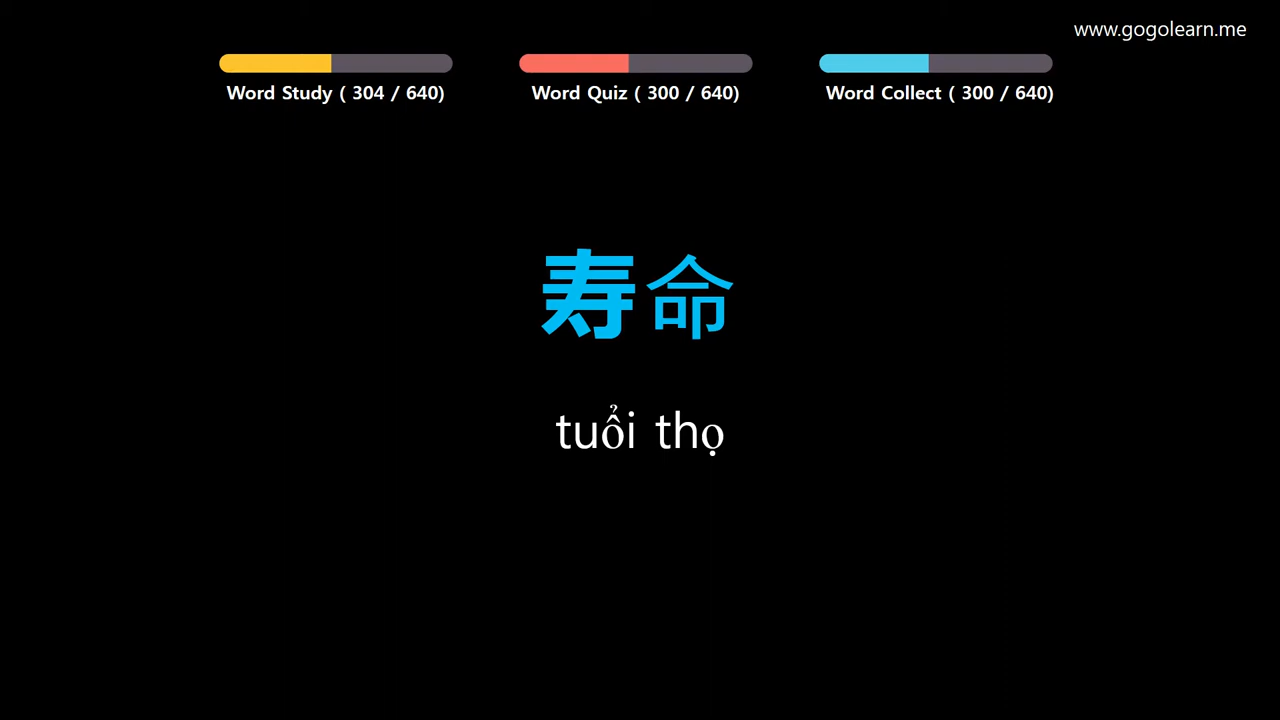 www.gogolearn.me
Word Study ( 304 / 640)
Word Quiz ( 300 / 640)
Word Collect ( 300 / 640)
寿命
tuổi thọ